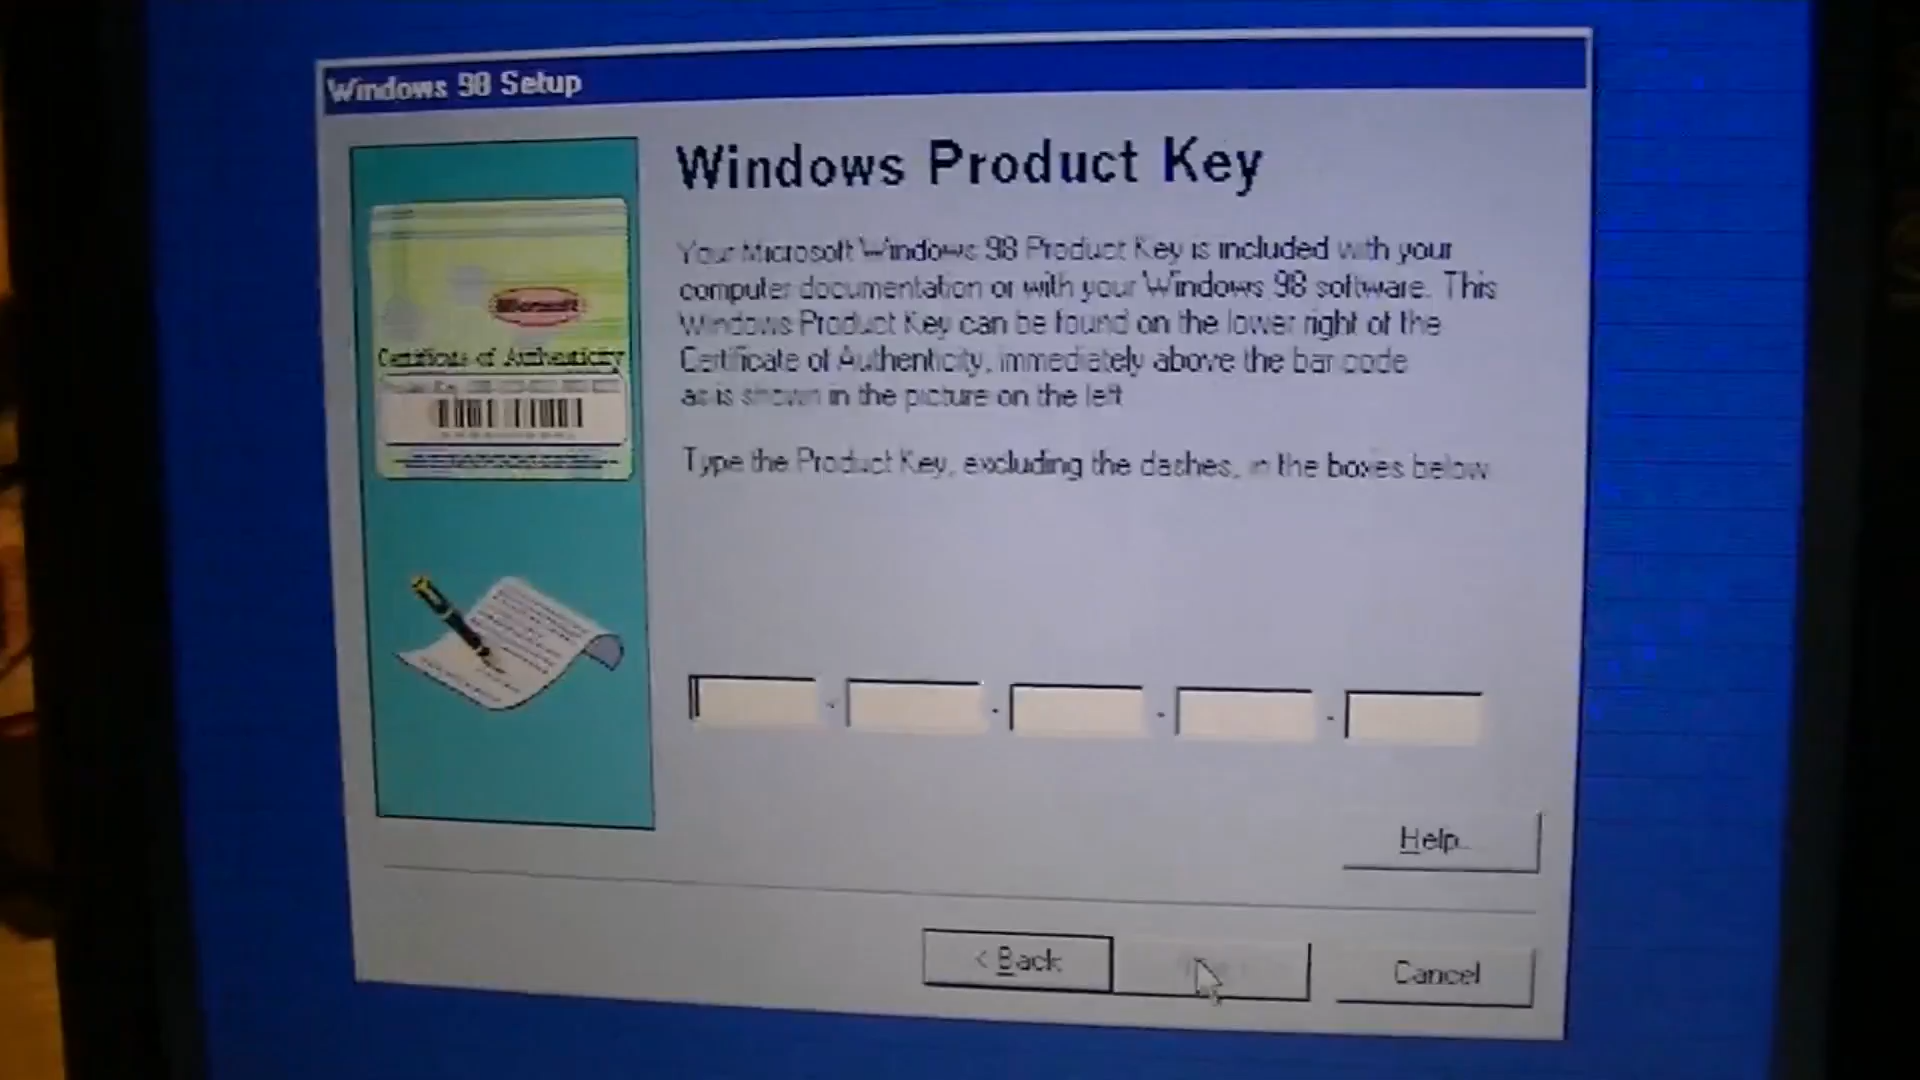 Windows 98 Setup
Windows Product Key
Your Microsoft Windows 98 Product Key is included with your
computer documentation or with your Windows 98 software. This
Windows Product Key can be found on the lower right of the
Certificate of Authenticity, immediately above the bar code
as is shown in the picture on the left
Microsoft
Certificate of Authenticity
Type the Product Key, excluding the dashes, in the boxes below
- - - -
Help...
< Back
Cancel